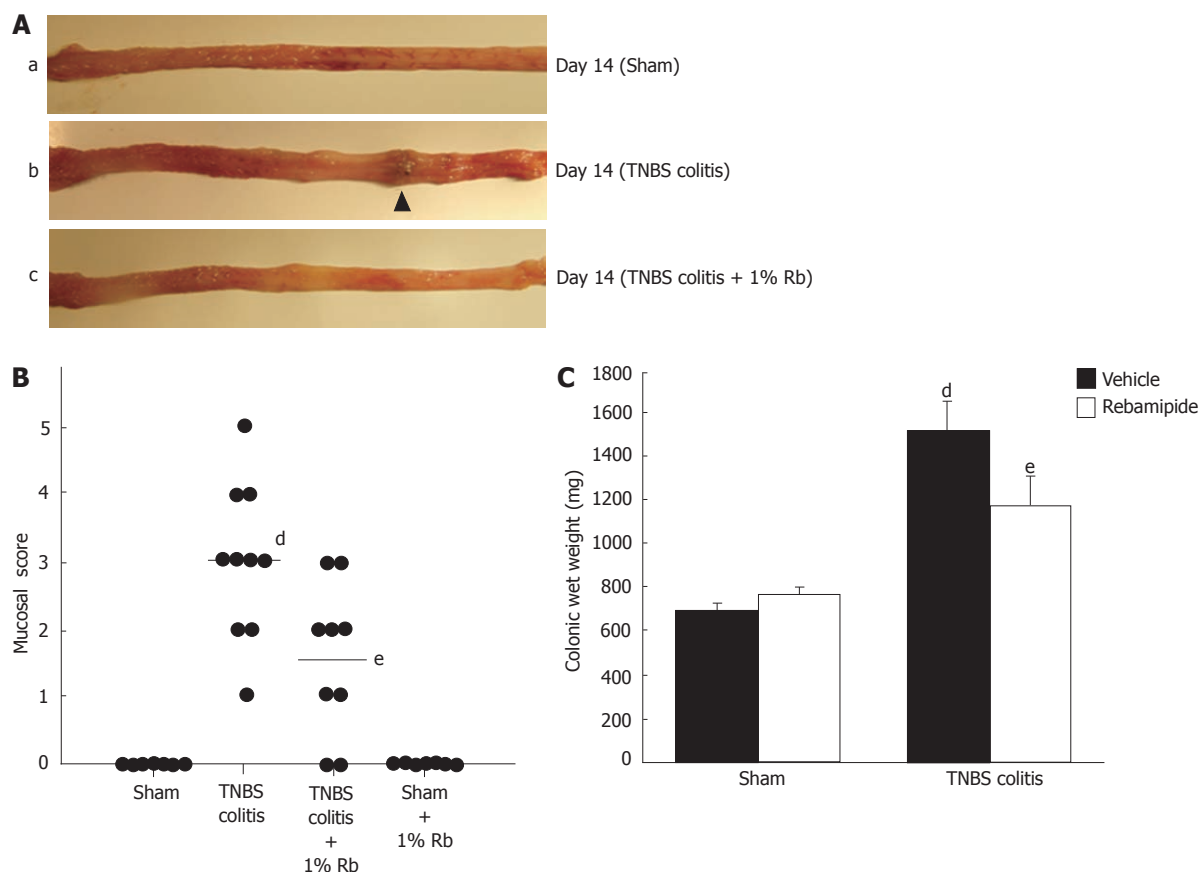 A
a
Day 14 (Sham)
b
Day 14 (TNBS colitis)
c
Day 14 (TNBS colitis + 1% Rb)
B
Mucosal score
5
4
3
2
1
0
d
e
Sham
TNBS
colitis
TNBS
colitis
+
1% Rb
Sham
+
1% Rb
C
Colonic wet weight (mg)
1800
1600
1400
1200
1000
800
600
400
200
0
d
e
Vehicle
Rebamipide
Sham
TNBS colitis